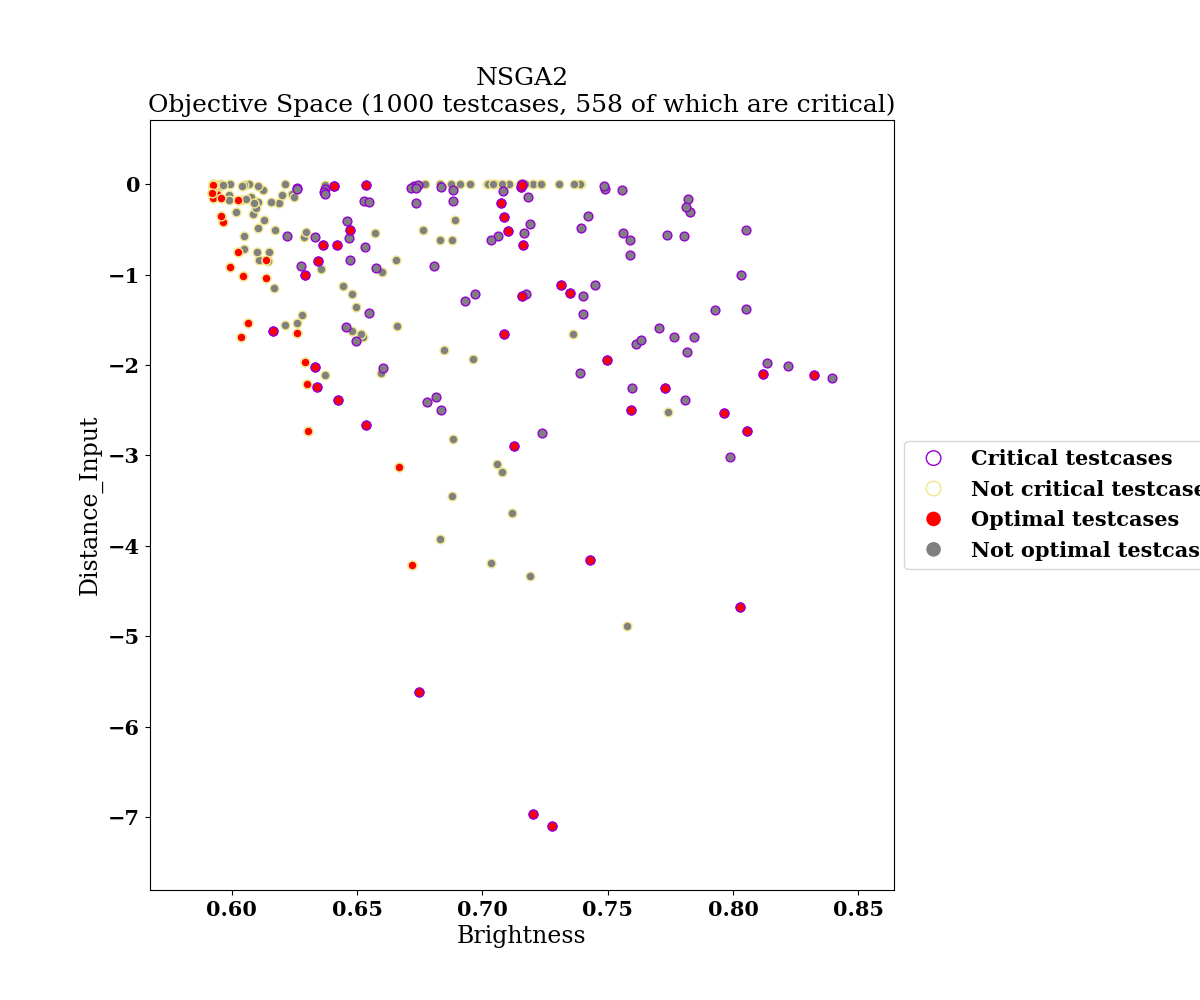 NSGA2
Objective Space (1000 testcases, 558 of which are critical)
0
−1
−2
−3
−4
−5
−6
−7
Distance_Input
0.60 0.65 0.70 0.75 0.80 0.85
Brightness
Critical testcases
Not critical testcase
Optimal testcases
Not optimal testcas